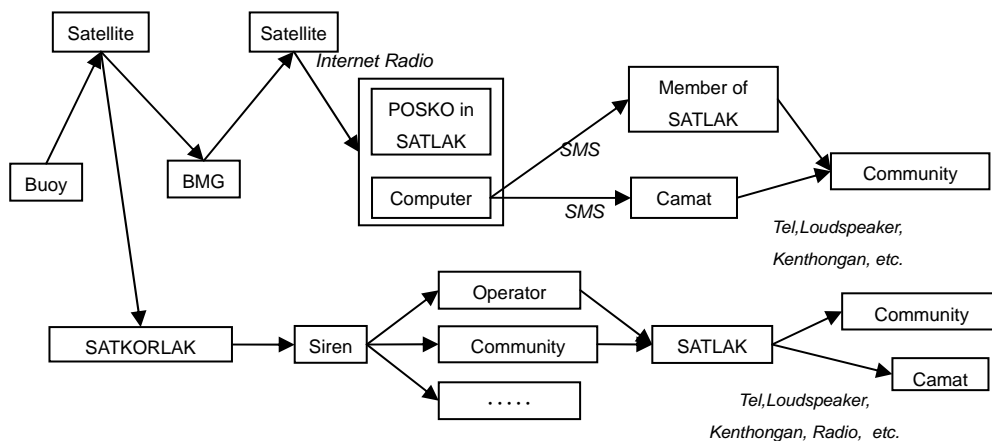 Satellite
Satellite
Internet Radio
POSKO in
SATLAK
Computer
Buoy
BMG
SMS
SMS
Member of
SATLAK
Camat
Community
Tel,Loudspeaker,
Kenthongan, etc.
SATKORLAK
Siren
Operator
Community
.....
SATLAK
Community
Camat
Tel,Loudspeaker,
Kenthongan, Radio, etc.